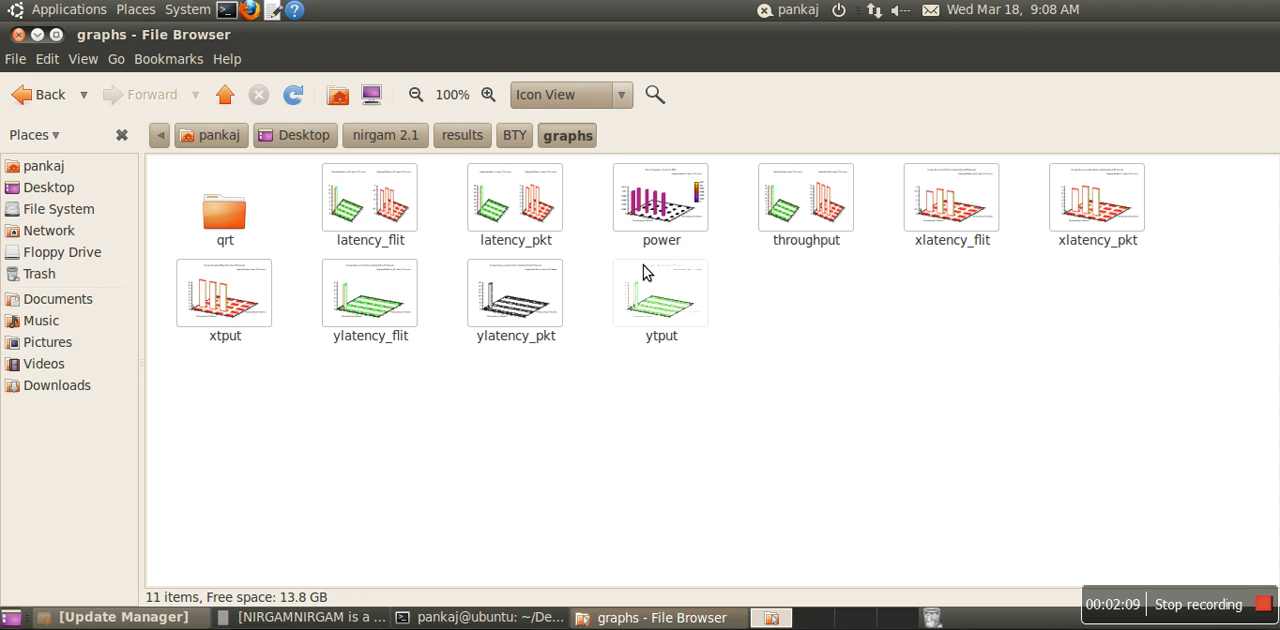 Applications Places System pankaj Wed Mar 18, 9:08 AM
graphs - File Browser
File Edit View Go Bookmarks Help
Back Forward 100% Icon View
Places pankaj Desktop nirgam 2.1 results BTY graphs
pankaj
Desktop
File System
Network
Floppy Drive
Trash
Documents
Music
Pictures
Videos
Downloads
qrt latency_flit latency_pkt power throughput xlatency_flit xlatency_pkt
xtput ylatency_flit ylatency_pkt ytput
11 items, Free space: 13.8 GB
00:02:09 Stop recording
[Update Manager] [NIRGAMNIRGAM is a ... pankaj@ubuntu: ~/De... graphs - File Browser